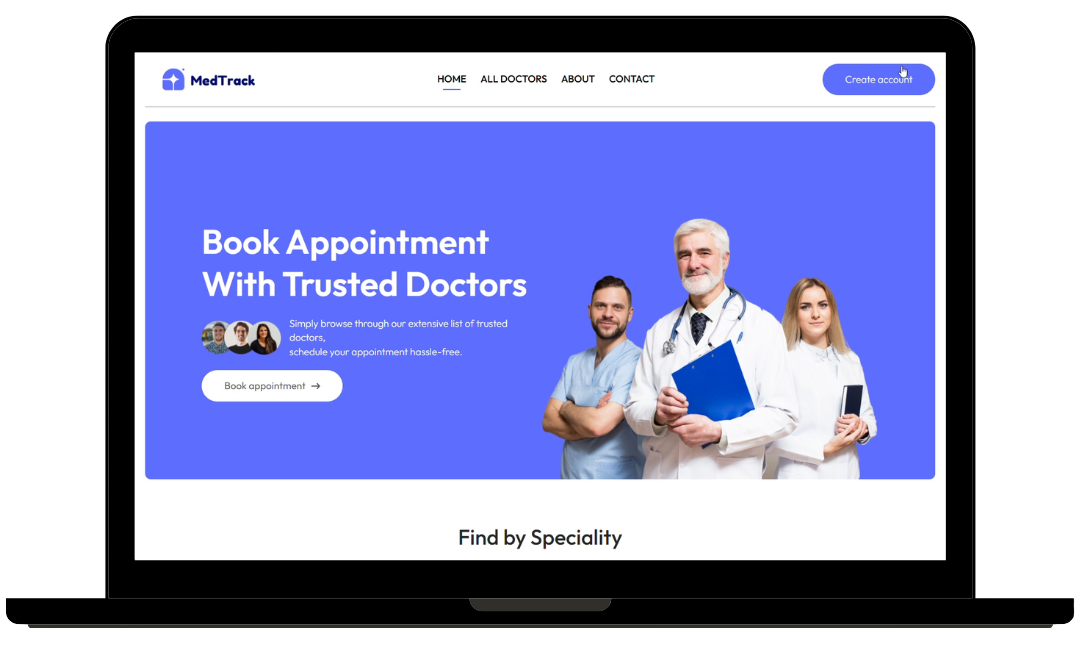 MedTrack
HOME
ALL DOCTORS
ABOUT
CONTACT
Create account
Book Appointment
With Trusted Doctors
Simply browse through our extensive list of trusted
doctors,
schedule your appointment hassle-free.
Book appointment →
Find by Speciality